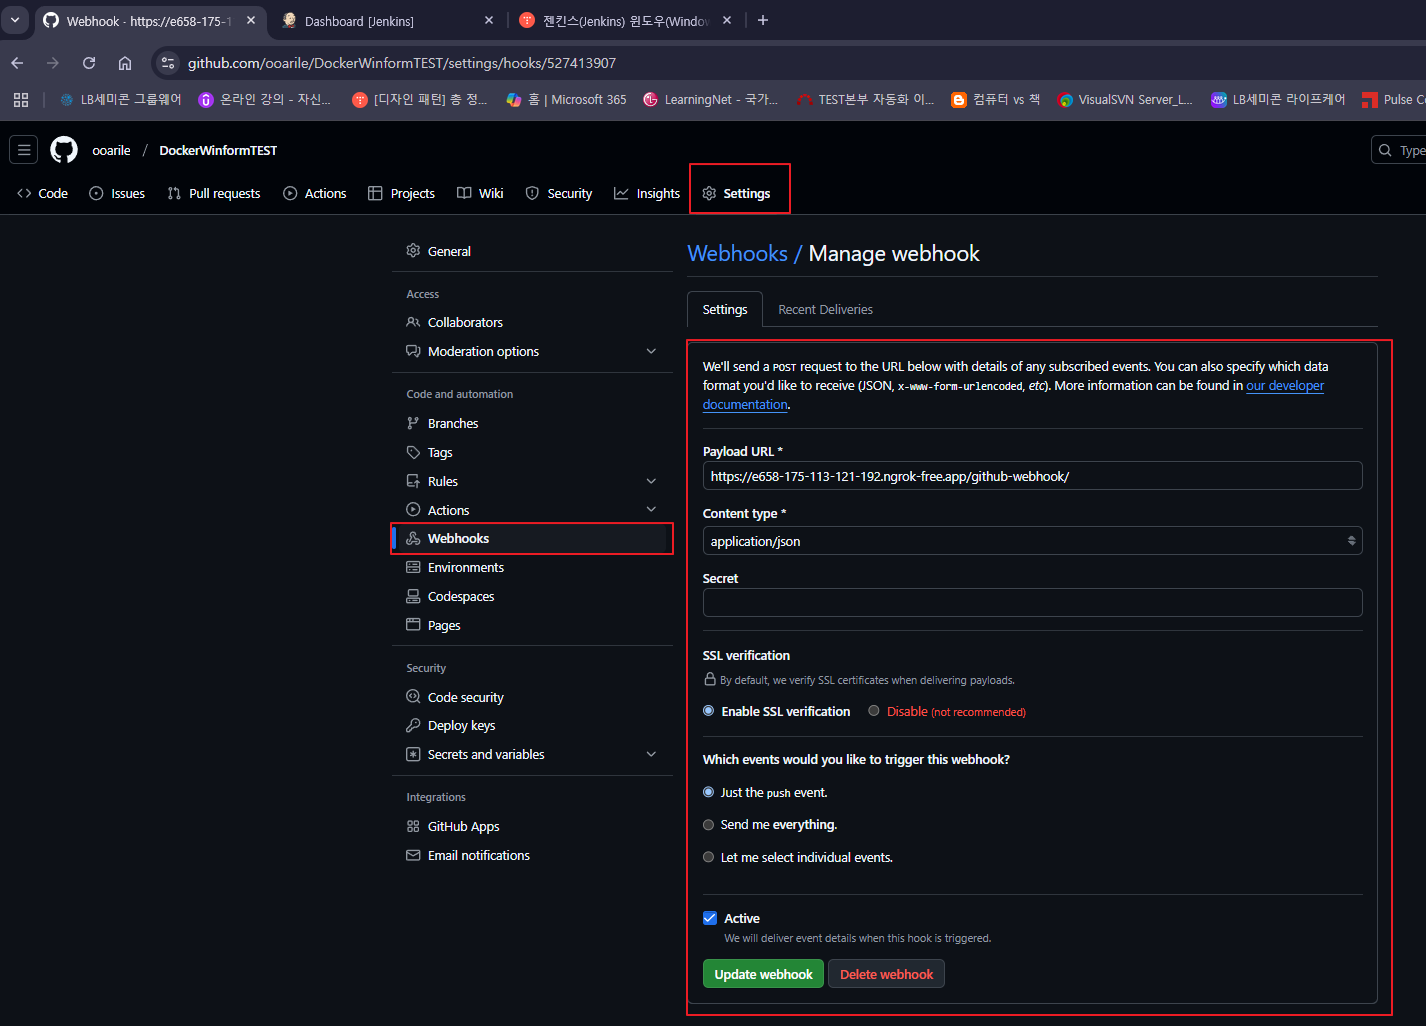 Webhook · https://e658-175-1
Dashboard [Jenkins]
젠킨스(Jenkins) 윈도우(Window
github.com/ooarile/DockerWinformTEST/settings/hooks/527413907
LB세미콘 그룹웨어
온라인 강의 - 자신...
[디자인 패턴] 총 정...
홈 | Microsoft 365
LearningNet - 국가...
TEST본부 자동화 이...
컴퓨터 vs 책
VisualSVN Server_L...
LB세미콘 라이프케어
Pulse Co
ooarile / DockerWinformTEST
Type
Code
Issues
Pull requests
Actions
Projects
Wiki
Security
Insights
Settings
General
Access
Collaborators
Moderation options
Code and automation
Branches
Tags
Rules
Actions
Webhooks
Environments
Codespaces
Pages
Security
Code security
Deploy keys
Secrets and variables
Integrations
GitHub Apps
Email notifications
Webhooks / Manage webhook
Settings
Recent Deliveries
We'll send a POST request to the URL below with details of any subscribed events. You can also specify which data
format you'd like to receive (JSON, x-www-form-urlencoded, etc). More information can be found in our developer
documentation.
Payload URL *
https://e658-175-113-121-192.ngrok-free.app/github-webhook/
Content type *
application/json
Secret
SSL verification
By default, we verify SSL certificates when delivering payloads.
Enable SSL verification
Disable (not recommended)
Which events would you like to trigger this webhook?
Just the push event.
Send me everything.
Let me select individual events.
Active
We will deliver event details when this hook is triggered.
Update webhook
Delete webhook